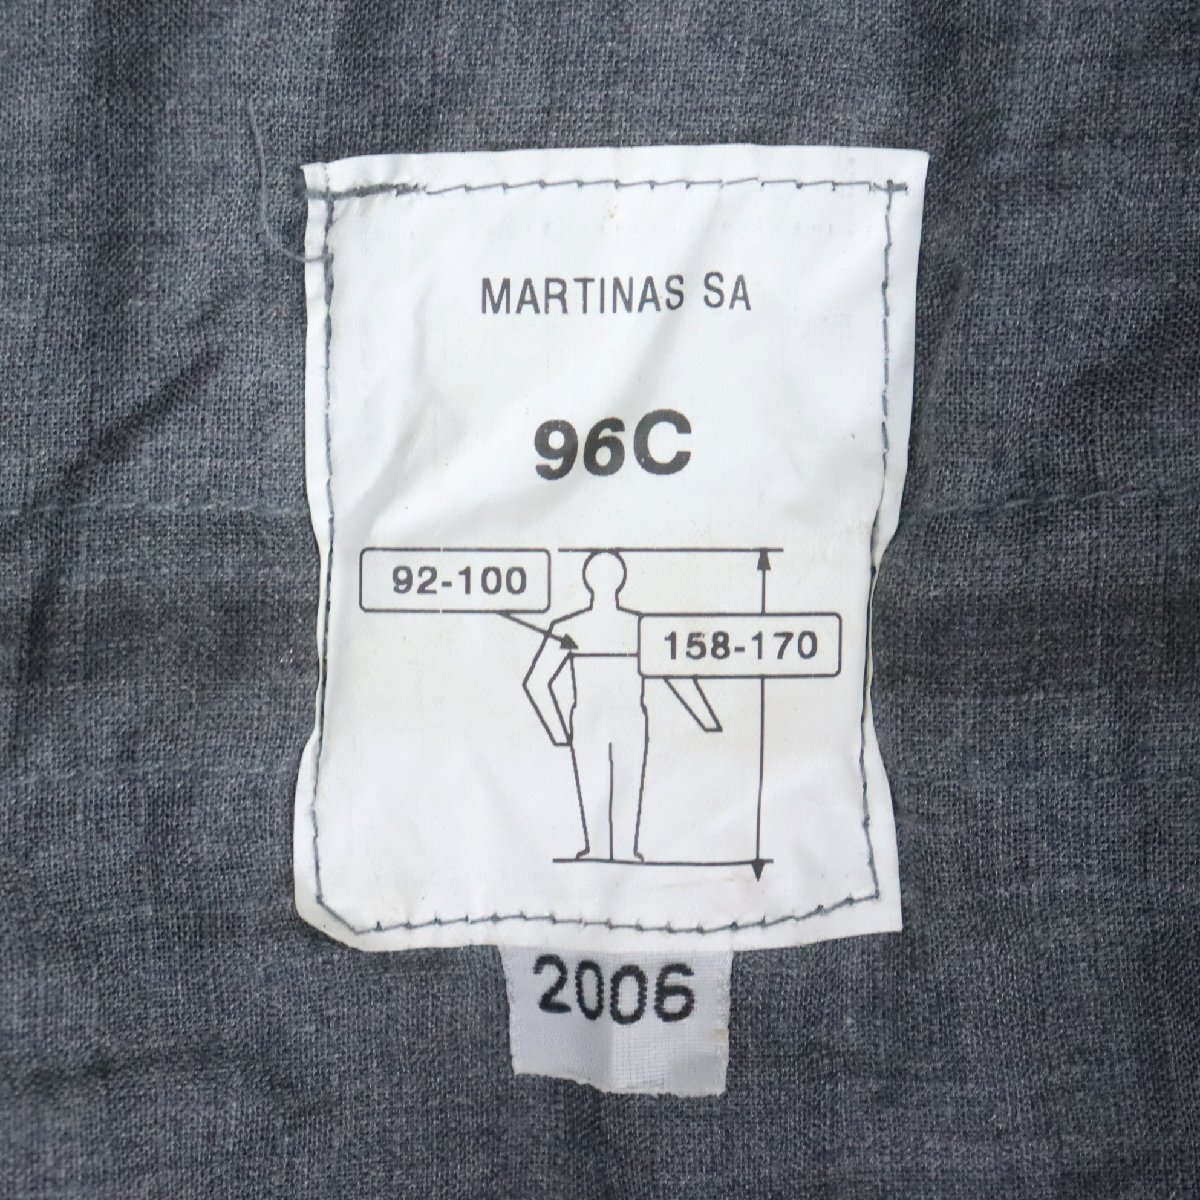 MARTINAS SA
96C
92-100
158-170
2006